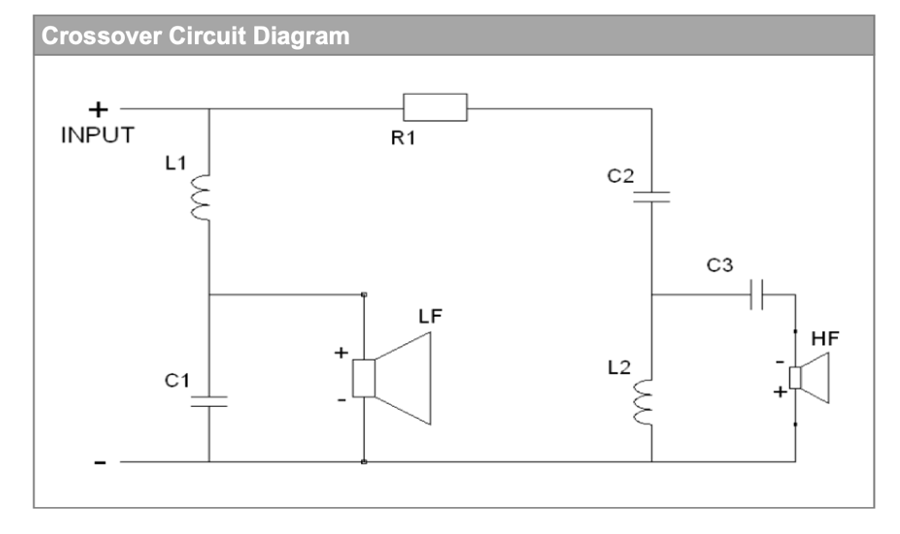 Crossover Circuit Diagram
+
INPUT
R1
L1
C2
C3
LF
HF
+
-
L2
-
+
C1
-